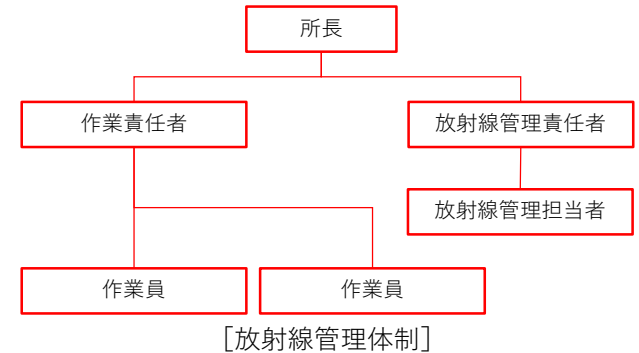 所長
作業責任者
放射線管理責任者
放射線管理担当者
作業員
作業員
[放射線管理体制]